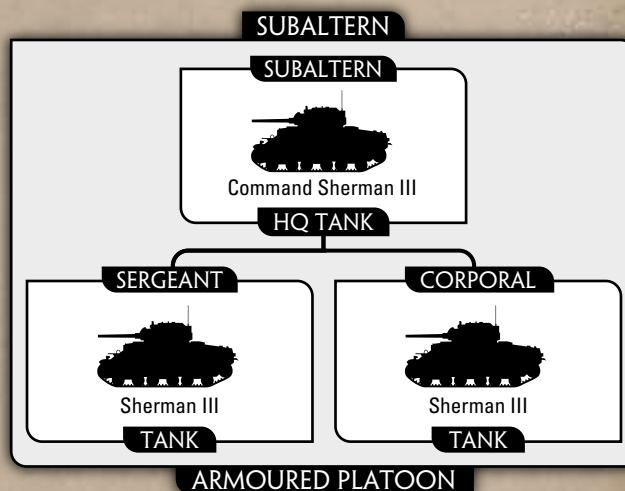 SUBALTERN
SUBALTERN
Command Sherman III
HQ TANK
SERGEANT
CORPORAL
Sherman III
Sherman III
TANK
TANK
ARMOURED PLATOON